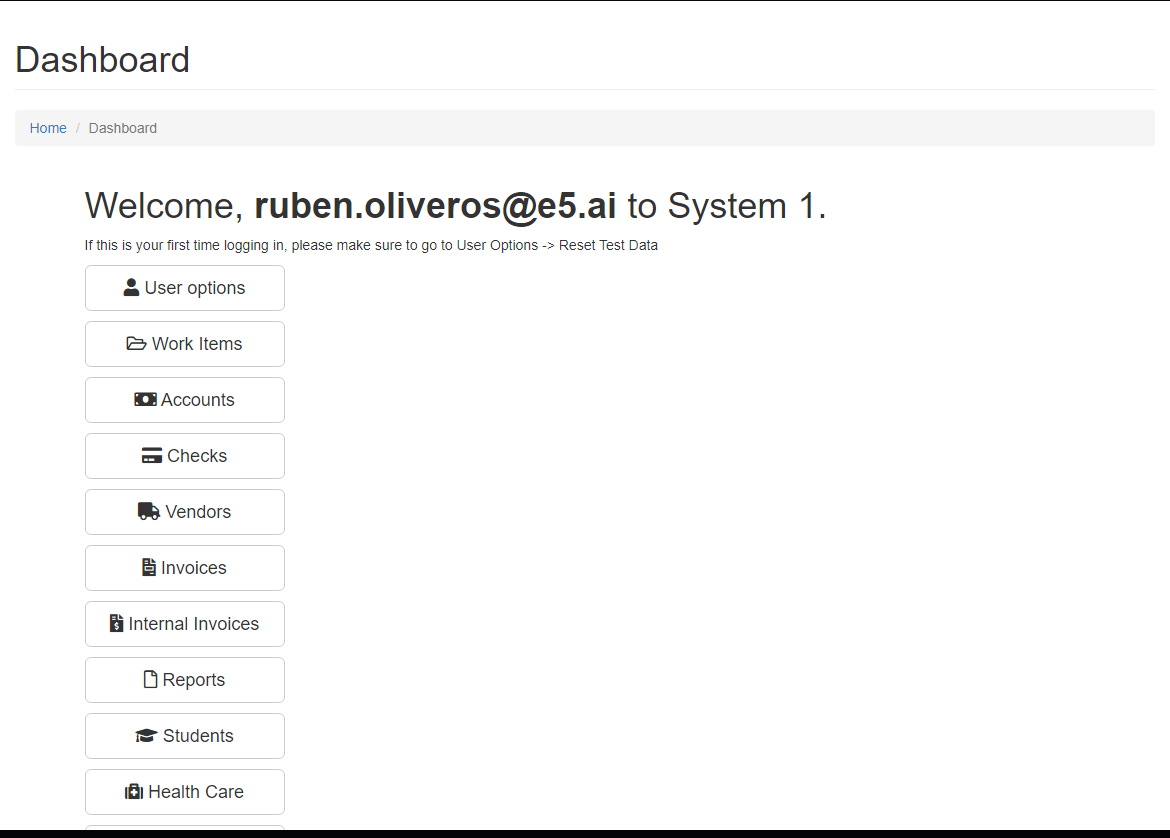 Dashboard
Home / Dashboard
Welcome, ruben.oliveros@e5.ai to System 1.
If this is your first time logging in, please make sure to go to User Options -> Reset Test Data
User options
Work Items
Accounts
Checks
Vendors
Invoices
Internal Invoices
Reports
Students
Health Care